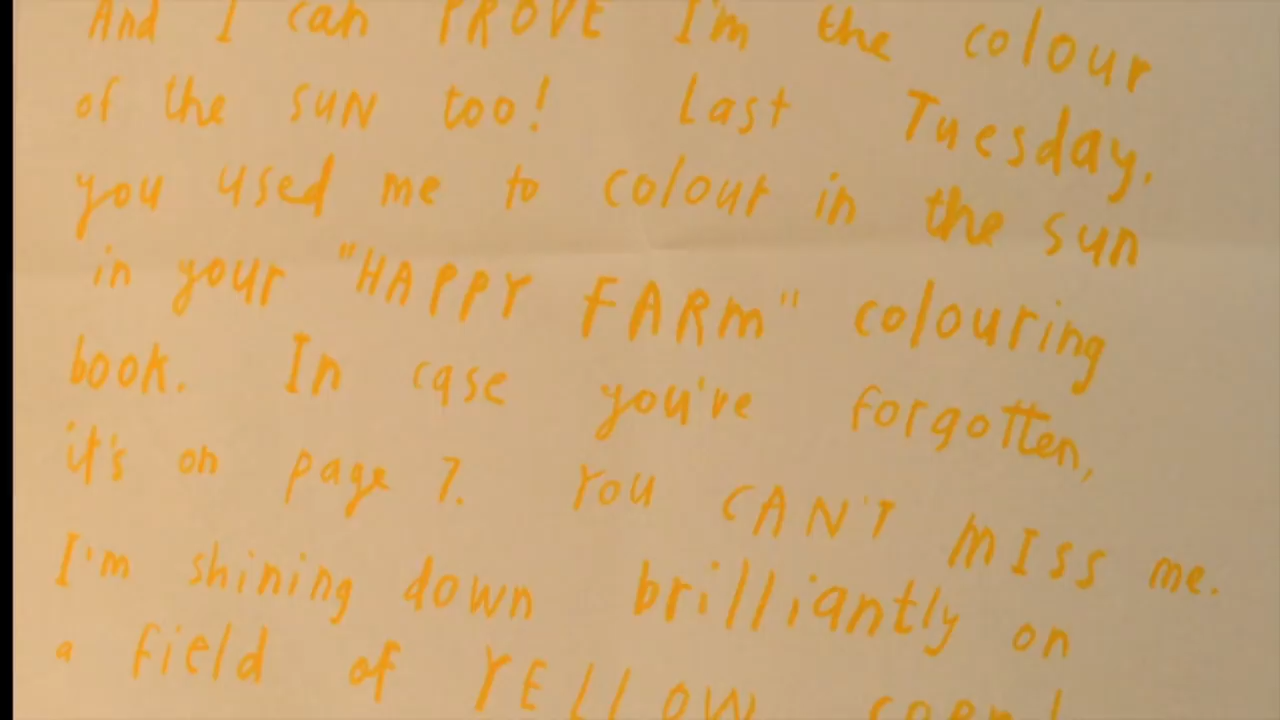 And I can PROVE I'm the colour
of the SUN too! Last Tuesday,
you used me to colour in the sun
in your "HAPPY FARM" colouring
book. In case you've forgotten,
it's on page 7. You CAN'T MISS me.
I'm shining down brilliantly on
a field of YELLOW corn!